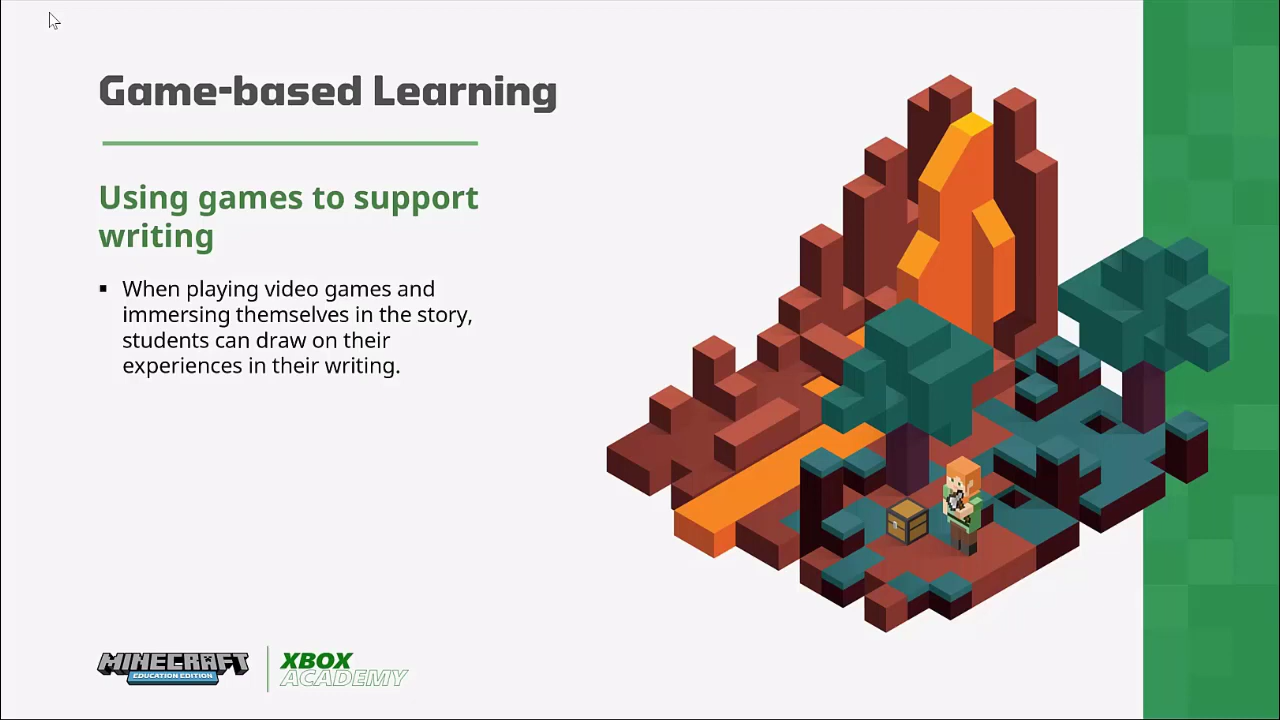 Game-based Learning
Using games to support
writing
▪ When playing video games and
immersing themselves in the story,
students can draw on their
experiences in their writing.
MINECRAFT
EDUCATION EDITION
XBOX
ACADEMY